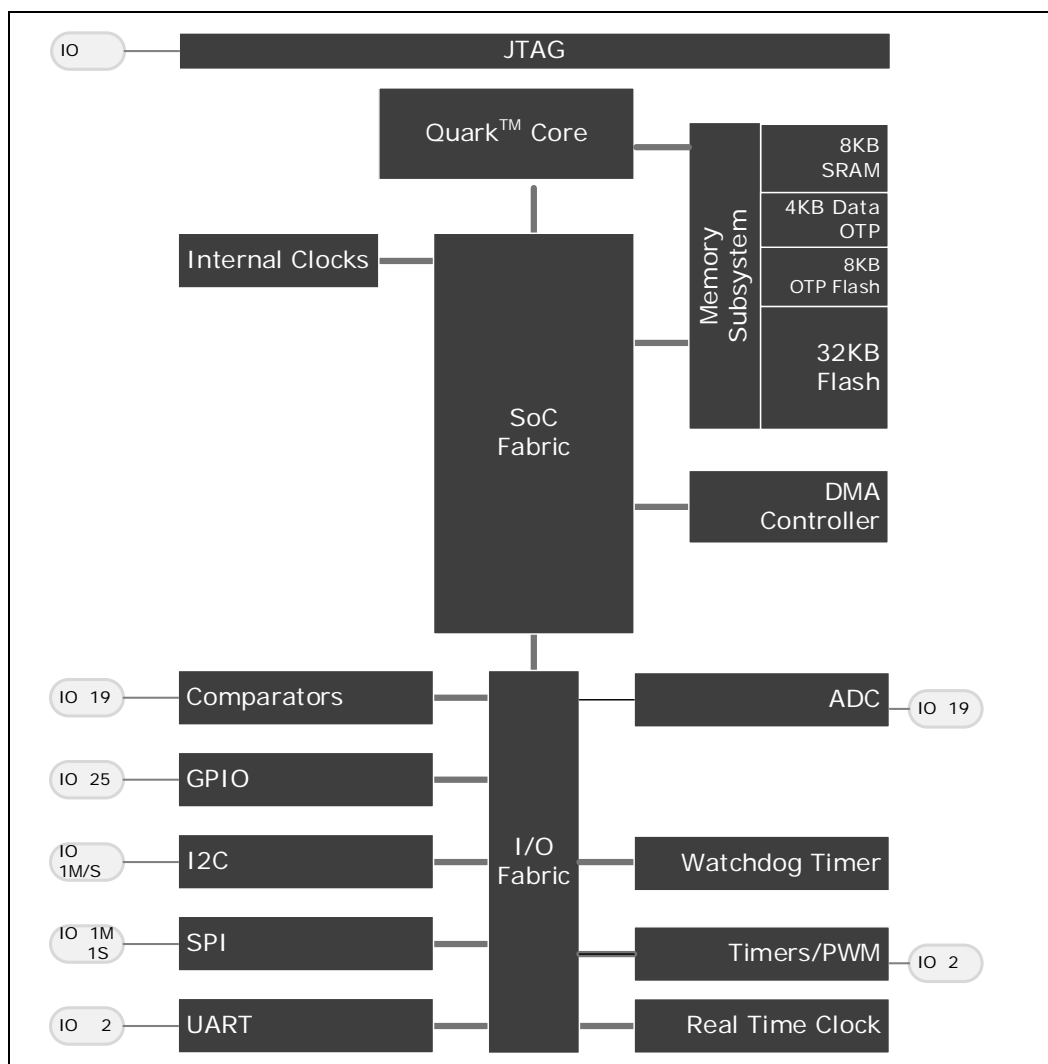 IO
JTAG
Quark™ Core
8KB
SRAM
4KB Data
OTP
8KB
OTP Flash
32KB
Flash
Memory
Subsystem
Internal Clocks
SoC
Fabric
DMA
Controller
IO 19
Comparators
ADC
IO 19
IO 25
GPIO
I/O
Fabric
IO
1M/S
I2C
Watchdog Timer
IO 1M
1S
SPI
Timers/PWM
IO 2
IO 2
UART
Real Time Clock